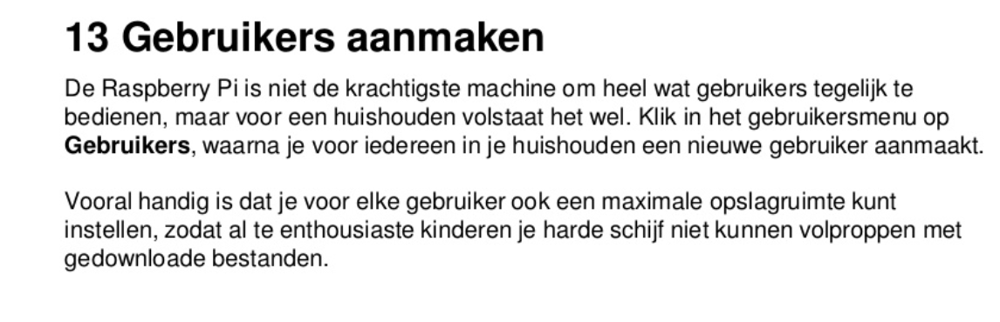 13 Gebruikers aanmaken
De Raspberry Pi is niet de krachtigste machine om heel wat gebruikers tegelijk te
bedienen, maar voor een huishouden volstaat het wel. Klik in het gebruikersmenu op
Gebruikers, waarna je voor iedereen in je huishouden een nieuwe gebruiker aanmaakt.
Vooral handig is dat je voor elke gebruiker ook een maximale opslagruimte kunt
instellen, zodat al te enthousiaste kinderen je harde schijf niet kunnen volproppen met
gedownloade bestanden.